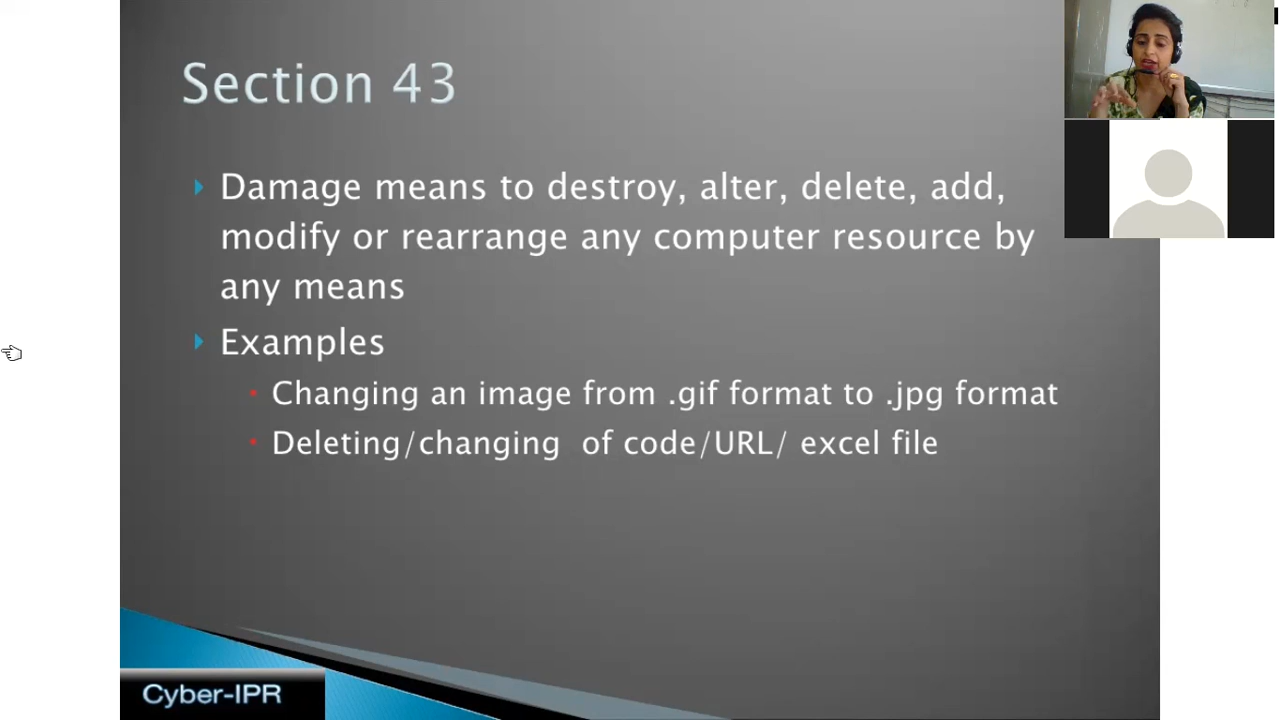 Section 43
Damage means to destroy, alter, delete, add,
modify or rearrange any computer resource by
any means
Examples
Changing an image from .gif format to .jpg format
Deleting/changing  of code/URL/ excel file
Cyber-IPR